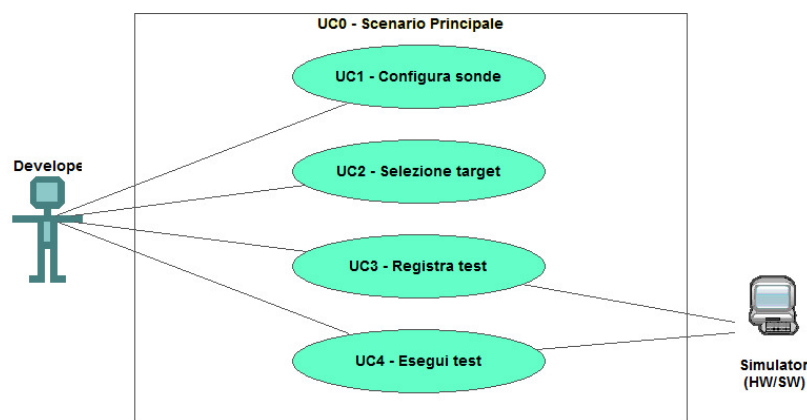 UC0 - Scenario Principale
UC1 - Configura sonde
Develope
UC2 - Selezione target
UC3 - Registra test
UC4 - Esegui test
Simulator
(HW/SW)